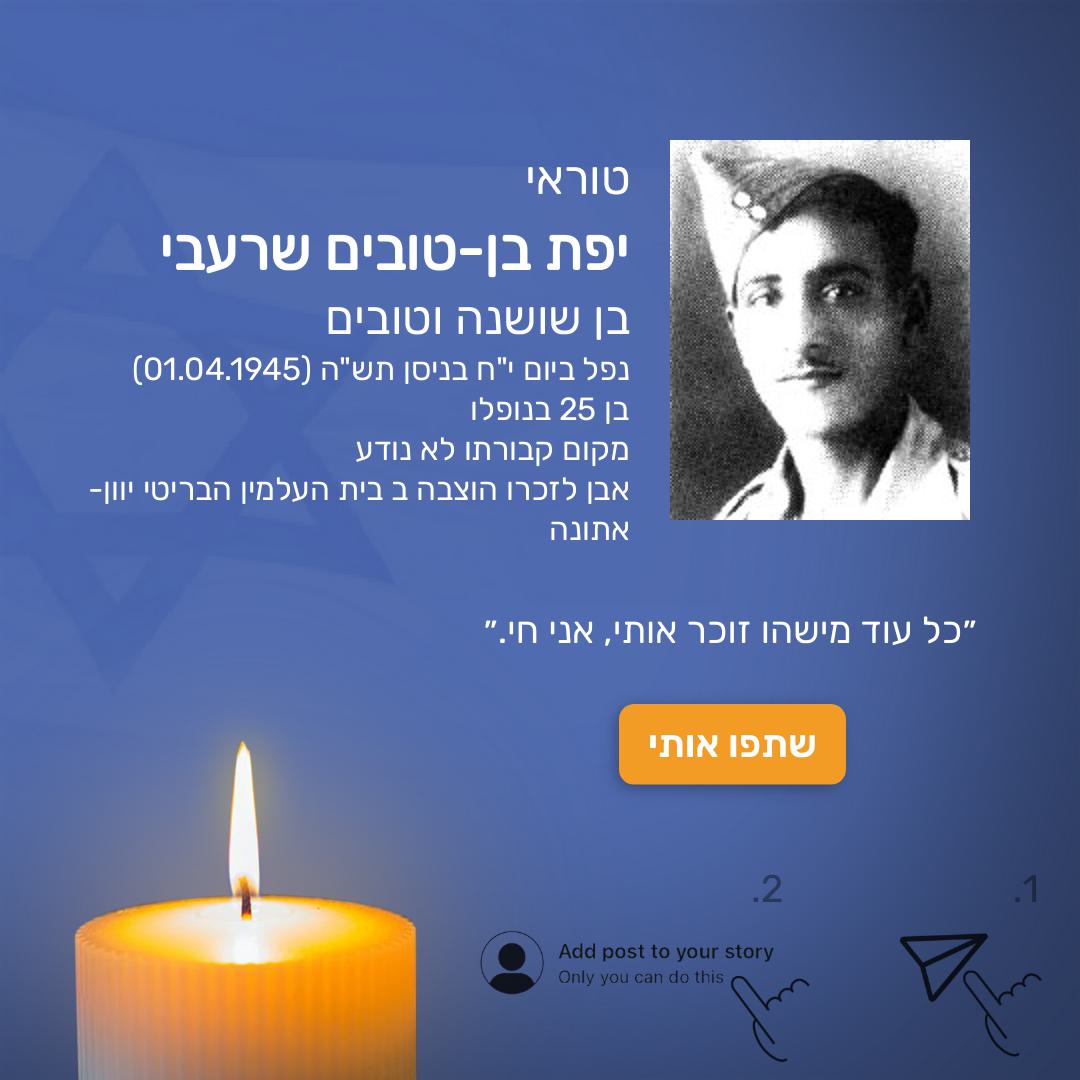 טוראי
יפת בן-טובים שרעבי
בן שושנה וטובים
נפל ביום י"ח בניסן תש"ה (01.04.1945)
בן 25 בנופלו
מקום קבורתו לא נודע
אבן לזכרו הוצבה ב בית העלמין הבריטי יוון-
אתונה
״כל עוד מישהו זוכר אותי, אני חי.״
שתפו אותי
1.
2.
Add post to your story
Only you can do this